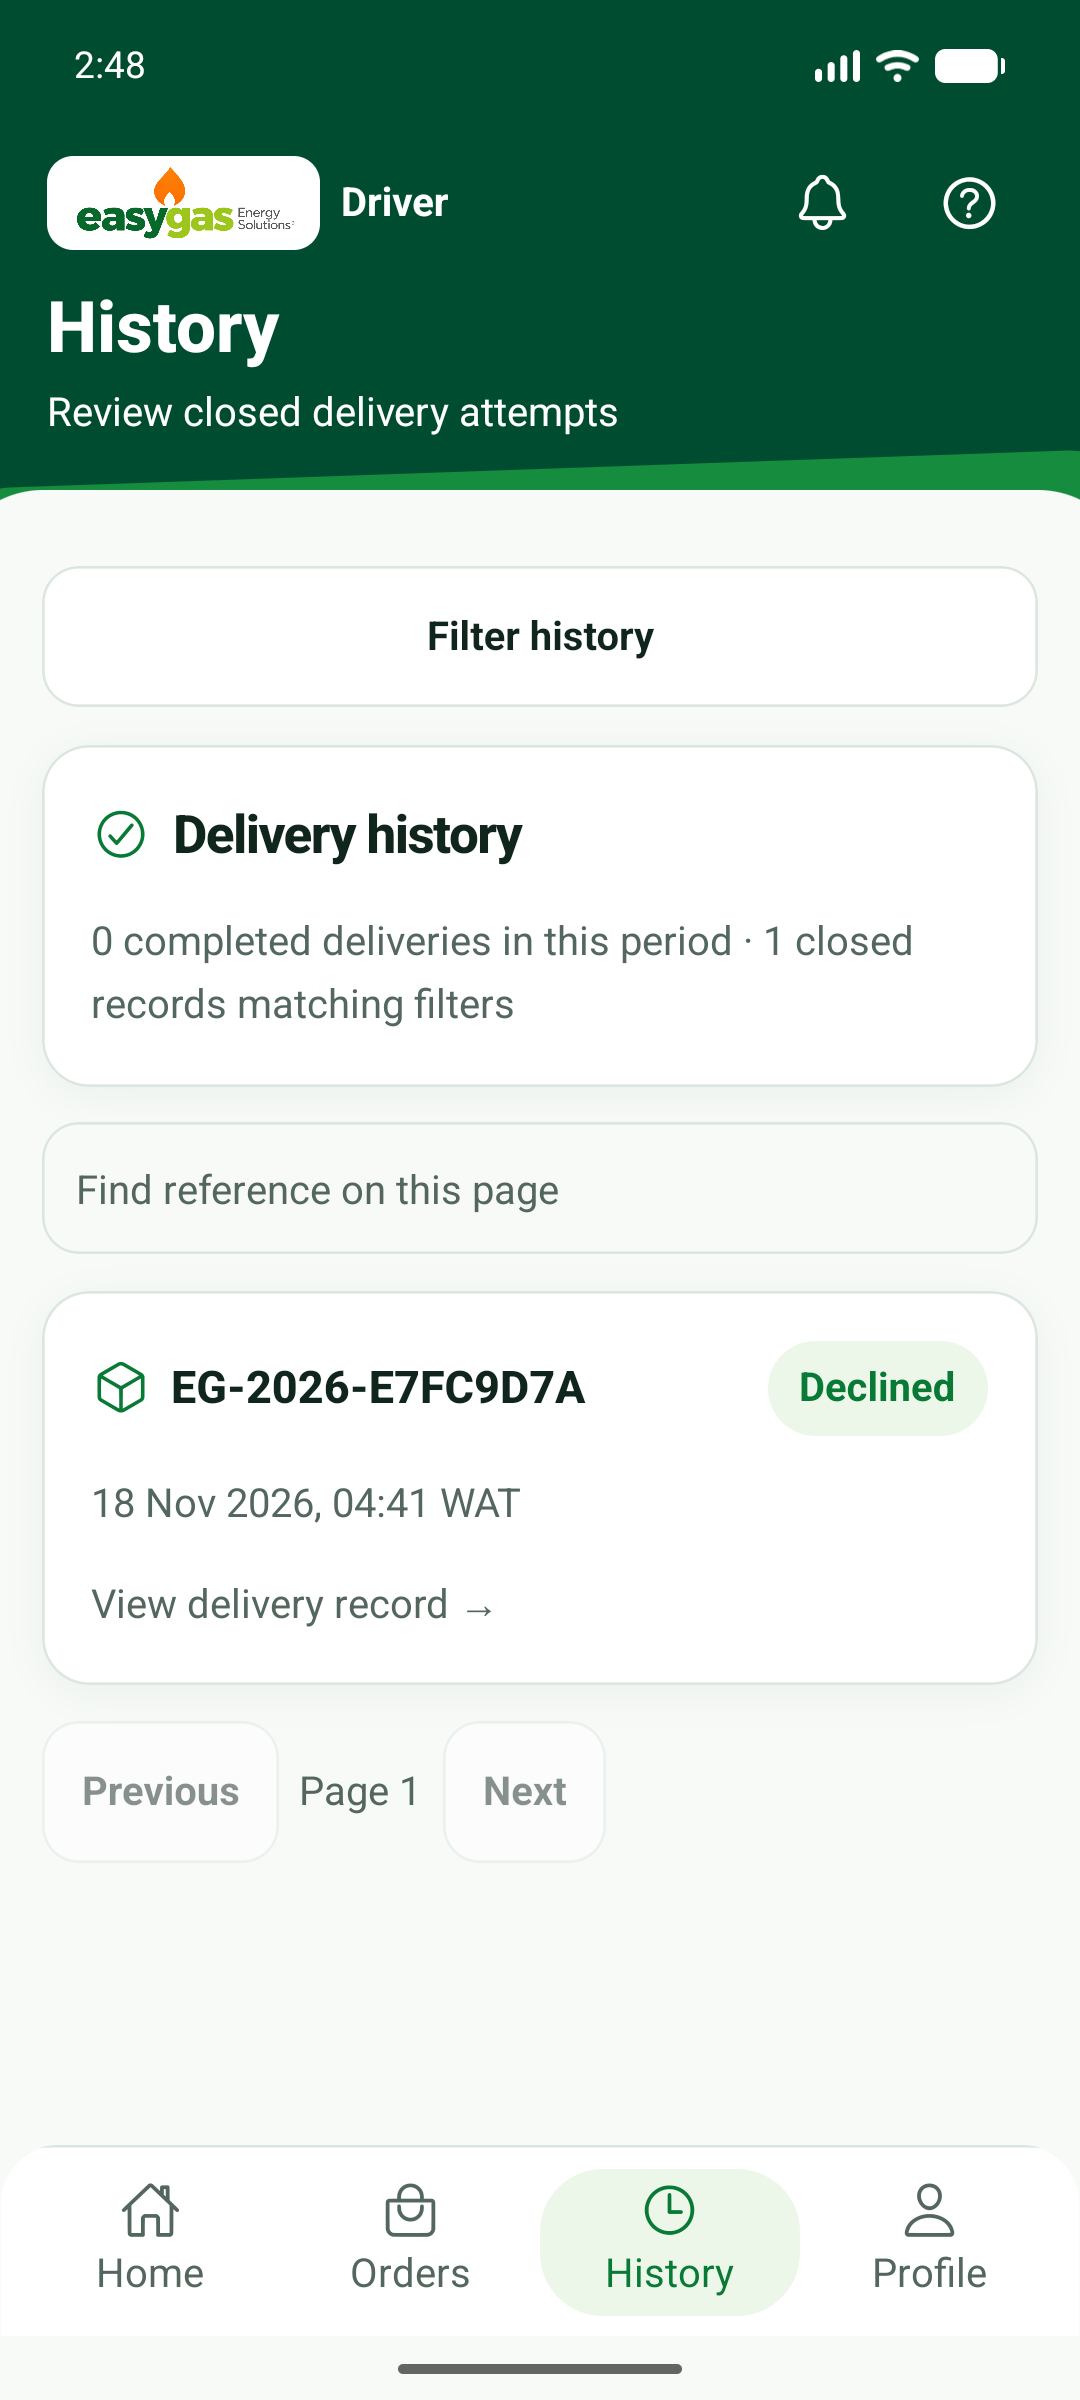 2:48
easygas Energy Solutions
Driver
History
Review closed delivery attempts
Filter history
Delivery history
0 completed deliveries in this period · 1 closed
records matching filters
Find reference on this page
EG-2026-E7FC9D7A
Declined
18 Nov 2026, 04:41 WAT
View delivery record →
Previous
Page 1
Next
Home
Orders
History
Profile